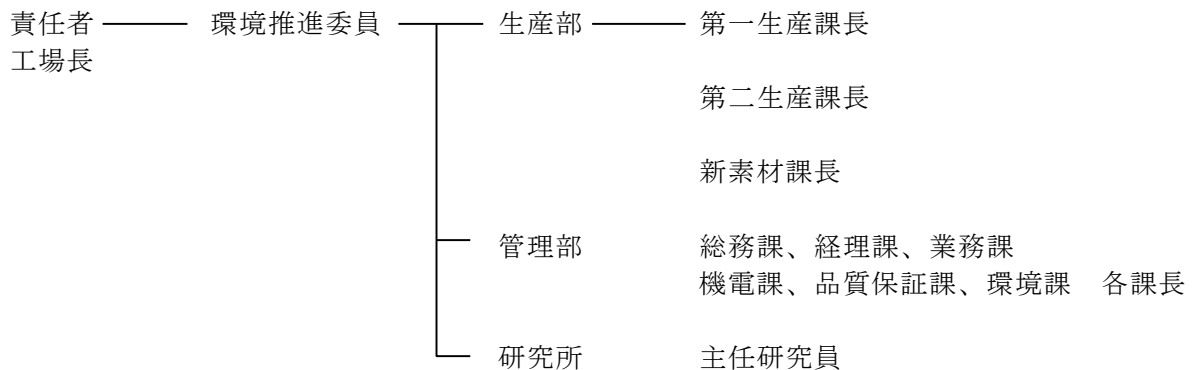 責任者 環境推進委員 生産部 第一生産課長
工場長
第二生産課長
新素材課長
管理部 総務課、経理課、業務課
機電課、品質保証課、環境課 各課長
研究所 主任研究員